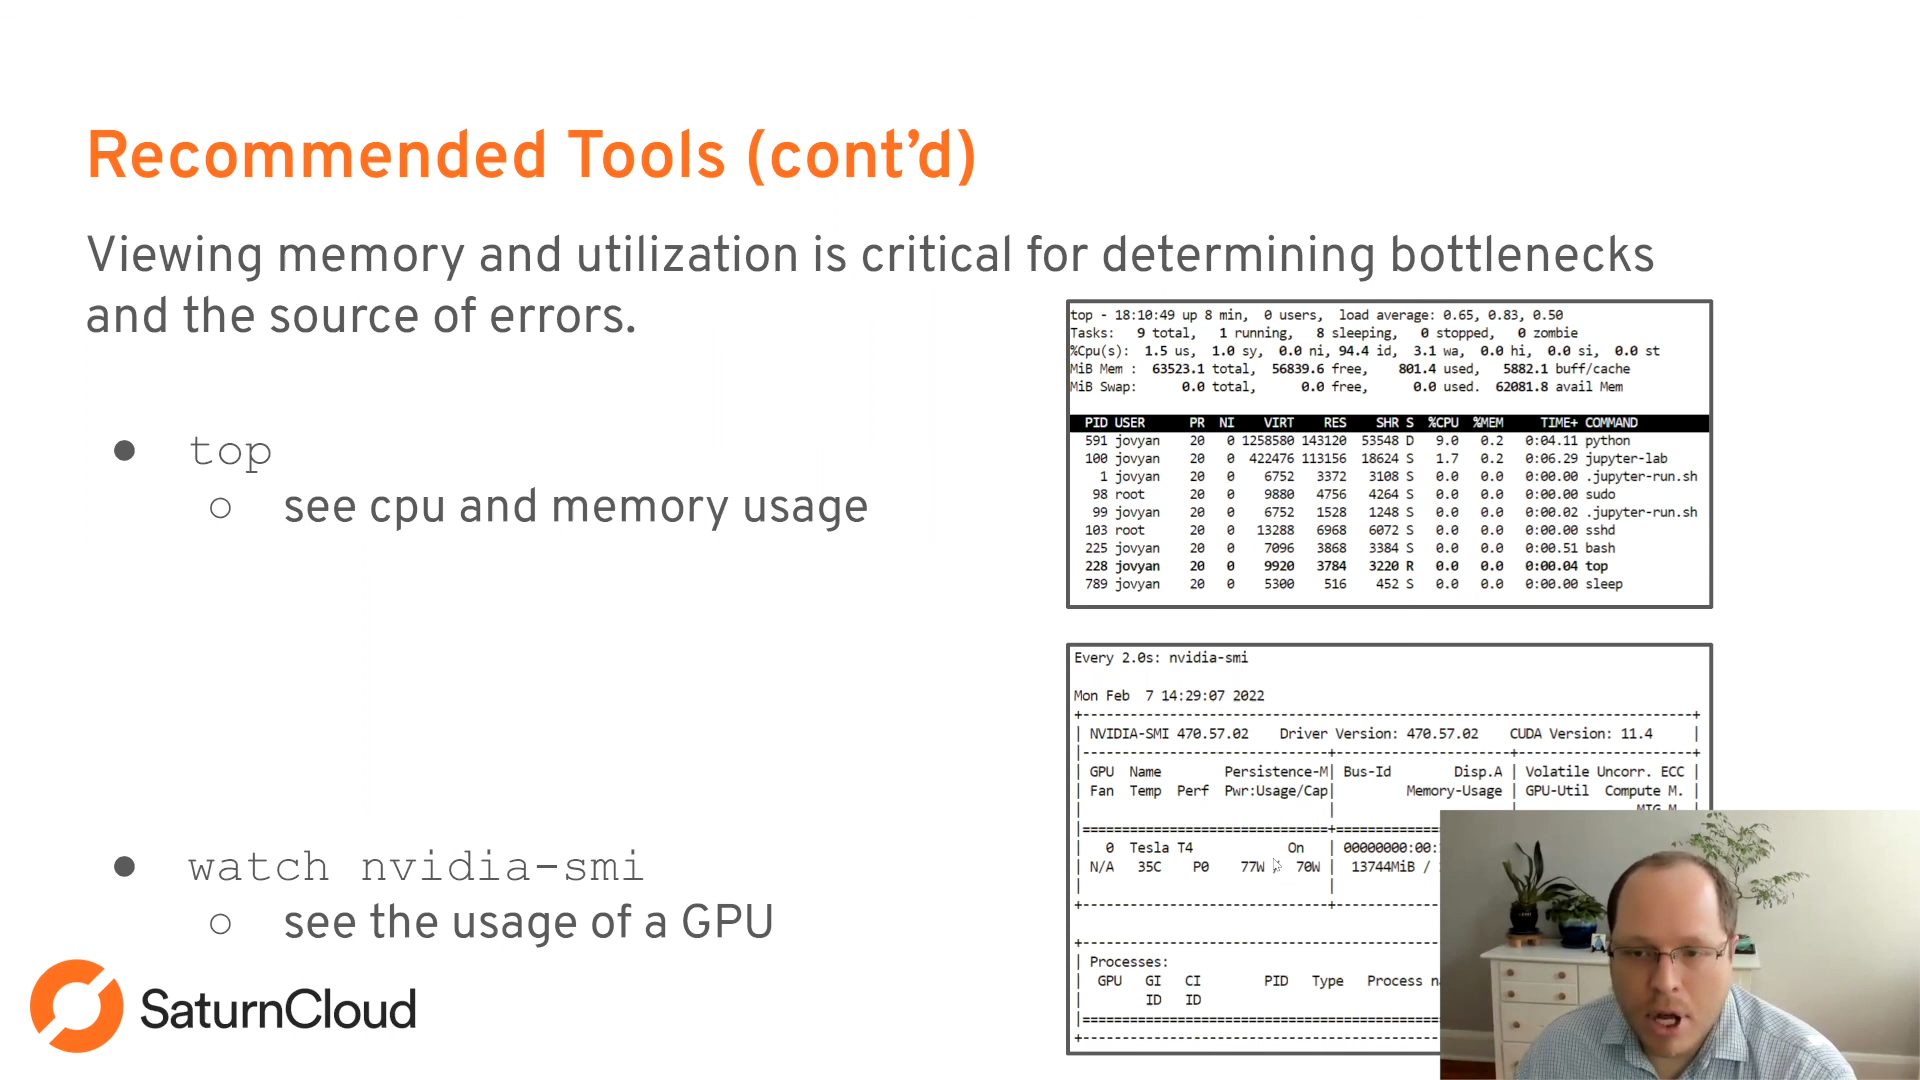 Recommended Tools (cont’d)
Viewing memory and utilization is critical for determining bottlenecks
and the source of errors.
● top
○ see cpu and memory usage
● watch nvidia-smi
○ see the usage of a GPU
SaturnCloud
top - 18:10:49 up 8 min, 0 users, load average: 0.65, 0.83, 0.50
Tasks: 9 total, 1 running, 8 sleeping, 0 stopped, 0 zombie
%Cpu(s): 1.5 us, 1.0 sy, 0.0 ni, 94.4 id, 3.1 wa, 0.0 hi, 0.0 si, 0.0 st
MiB Mem : 63523.1 total, 56839.6 free, 801.4 used, 5882.1 buff/cache
MiB Swap: 0.0 total, 0.0 free, 0.0 used. 62081.8 avail Mem
PID USER PR NI VIRT RES SHR S %CPU %MEM TIME+ COMMAND
591 jovyan 20 0 1258580 143120 53548 D 9.0 0.2 0:04.11 python
100 jovyan 20 0 422476 113156 18624 S 1.7 0.2 0:06.29 jupyter-lab
1 jovyan 20 0 6752 3372 3108 S 0.0 0.0 0:00.00 .jupyter-run.sh
98 root 20 0 9880 4756 4264 S 0.0 0.0 0:00.00 sudo
99 jovyan 20 0 6752 1528 1248 S 0.0 0.0 0:00.02 .jupyter-run.sh
103 root 20 0 13288 6968 6072 S 0.0 0.0 0:00.00 sshd
225 jovyan 20 0 7096 3868 3384 S 0.0 0.0 0:00.51 bash
228 jovyan 20 0 9920 3784 3220 R 0.0 0.0 0:00.04 top
789 jovyan 20 0 5300 516 452 S 0.0 0.0 0:00.00 sleep
Every 2.0s: nvidia-smi
Mon Feb 7 14:29:07 2022
NVIDIA-SMI 470.57.02 Driver Version: 470.57.02 CUDA Version: 11.4
GPU Name Persistence-M| Bus-Id Disp.A | Volatile Uncorr. ECC
Fan Temp Perf Pwr:Usage/Cap| Memory-Usage | GPU-Util Compute M.
0 Tesla T4 On | 00000000:00:
N/A 35C P0 77W 70W | 13744MiB /
Processes:
GPU GI CI PID Type Process
ID ID